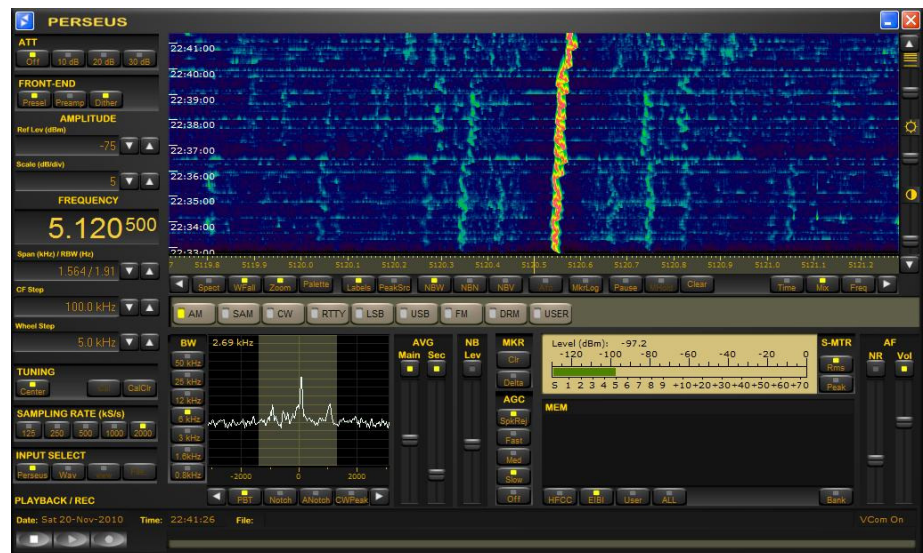 PERSEUS
ATT
Off 10 dB 20 dB 30 dB
FRONT-END
Presel Preamp Dither
AMPLITUDE
Ref Lev (dBm)
-75
Scale (dB/div)
5
FREQUENCY
5.120 500
Span (kHz) / RBW (Hz)
1.564 / 1.91
CF Step
100.0 kHz
Wheel Step
5.0 kHz
TUNING
Center CalClr
SAMPLING RATE (kS/s)
125 250 500 1000 2000
INPUT SELECT
Perseus Wav
PLAYBACK / REC
22:41:00
22:40:00
22:39:00
22:38:00
22:37:00
22:36:00
22:35:00
22:34:00
22:33:00
7 5119.8 5119.9 5120.0 5120.1 5120.2 5120.3 5120.4 5120.5 5120.6 5120.7 5120.8 5120.9 5121.0 5121.1 5121.2
Spect WFall Zoom Palette Labels PeakSrc NBW NBN NBV MkrLog Pause Clear Time Mix Freq
AM SAM CW RTTY LSB USB FM DRM USER
BW
50 kHz
25 kHz
12 kHz
6 kHz
3 kHz
1.6kHz
0.8kHz
2.69 kHz
-2000 0 2000
PBT Notch ANotch CWPeak
AVG
Main Sec
NB
Lev
MKR
Clr
Delta
AGC
SpkRej
Fast
Med
Slow
Off
Level (dBm): -97.2
-120 -100 -80 -60 -40 -20 0
S 1 2 3 4 5 6 7 8 9 +10+20+30+40+50+60+70
S-MTR
Rms
Peak
AF
NR Vol
MEM
HFCC EIBI User ALL Bank
Date: Sat 20-Nov-2010 Time: 22:41:26 File: VCom On